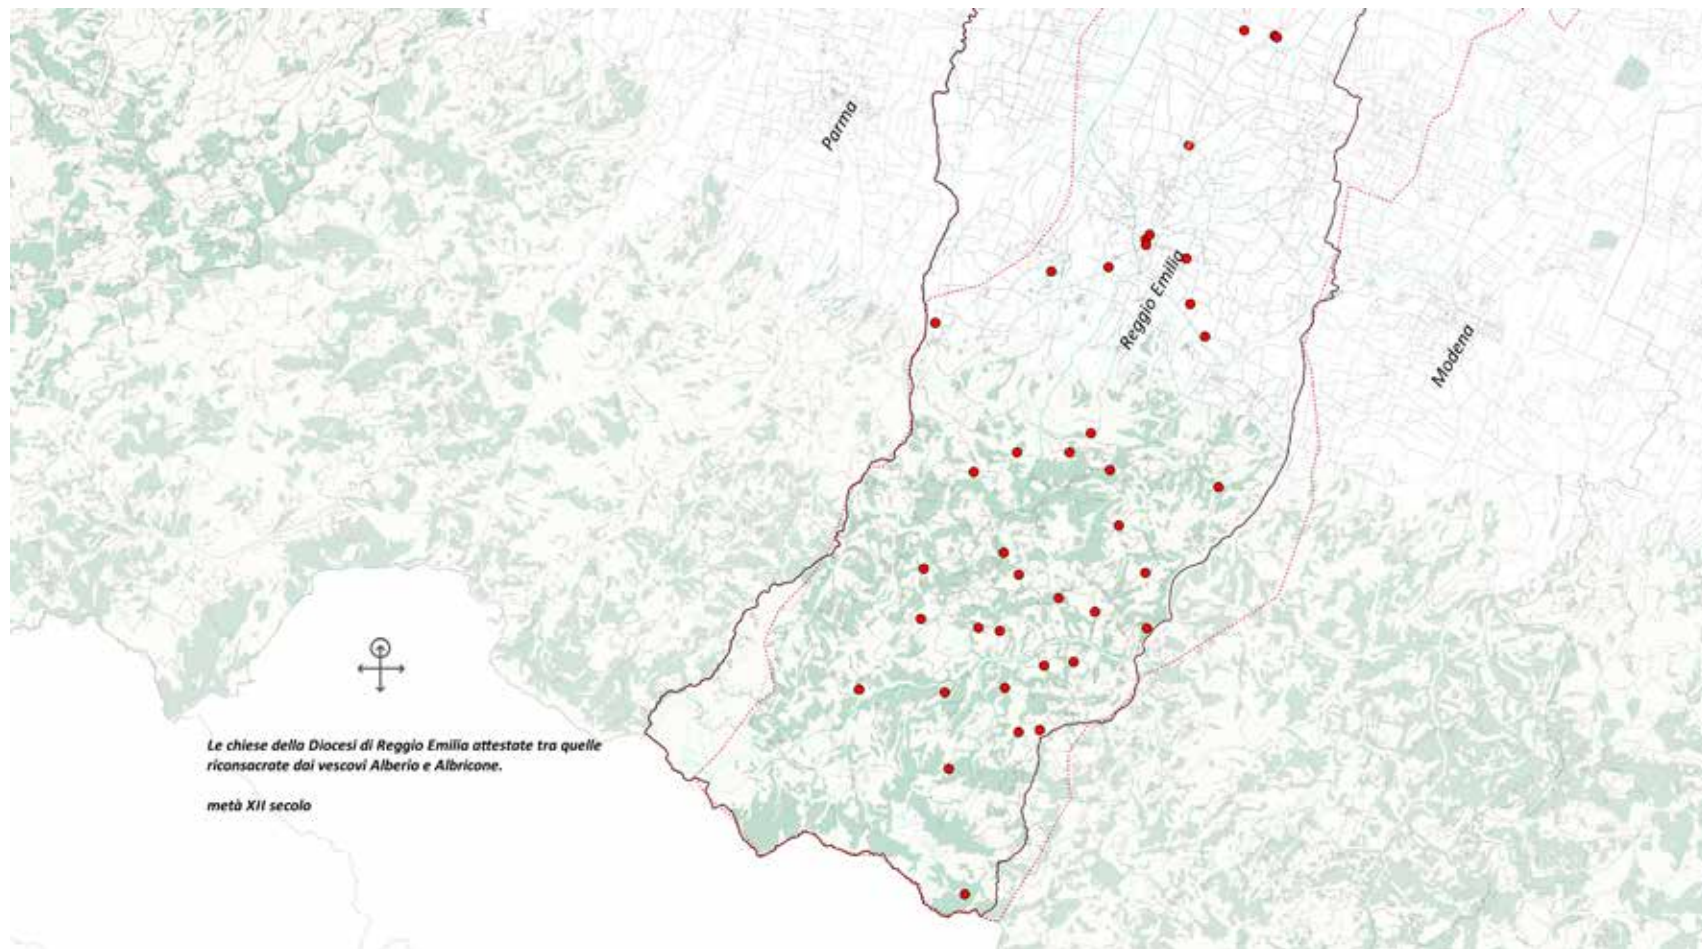 Parma
Reggio Emilia
Modena
Le chiese della Diocesi di Reggio Emilia attestate tra quelle
riconsacrate dai vescovi Alberio e Albricone.
metà XII secolo